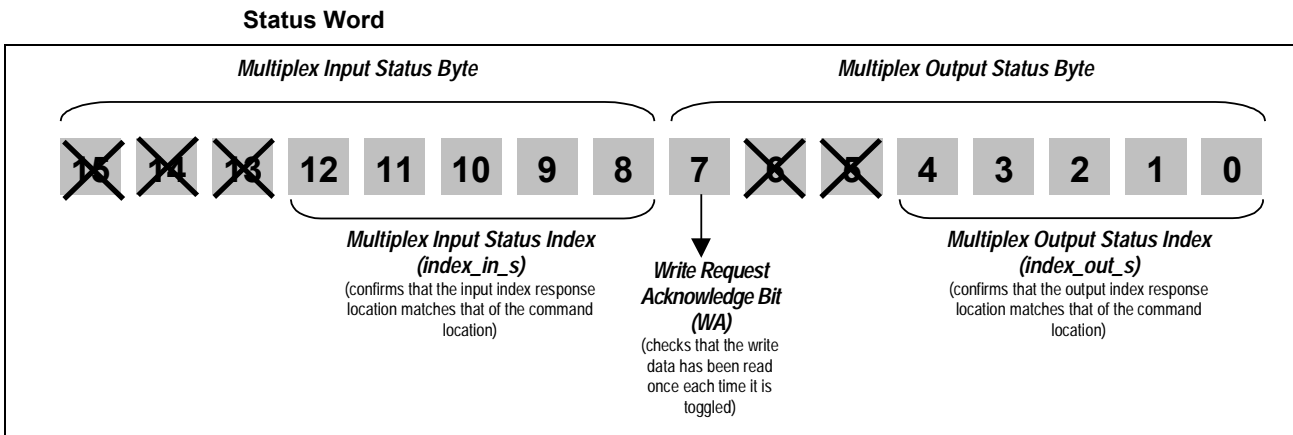 Status Word
Multiplex Input Status Byte
Multiplex Output Status Byte
15 14 13 12 11 10 9 8 7 6 5 4 3 2 1 0
Multiplex Input Status Index
(index_in_s)
(confirms that the input index response
location matches that of the command
location)
Write Request
Acknowledge Bit
(WA)
(checks that the write
data has been read
once each time it is
toggled)
Multiplex Output Status Index
(index_out_s)
(confirms that the output index response
location matches that of the command
location)